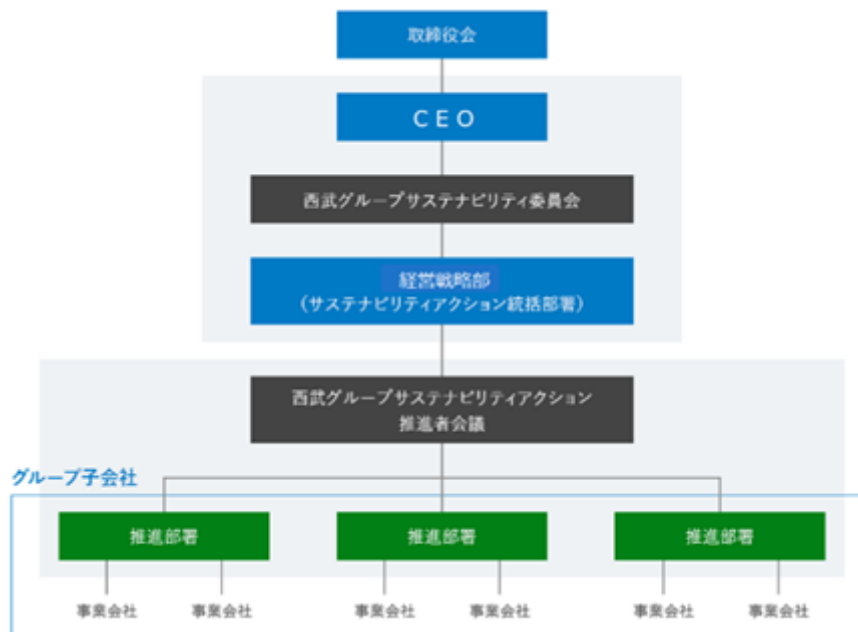 取締役会
CEO
西武グループサステナビリティ委員会
経営戦略部
(サステナビリティアクション統括部署)
西武グループサステナビリティアクション
推進者会議
グループ子会社
推進部署 推進部署 推進部署
事業会社 事業会社 事業会社 事業会社 事業会社 事業会社